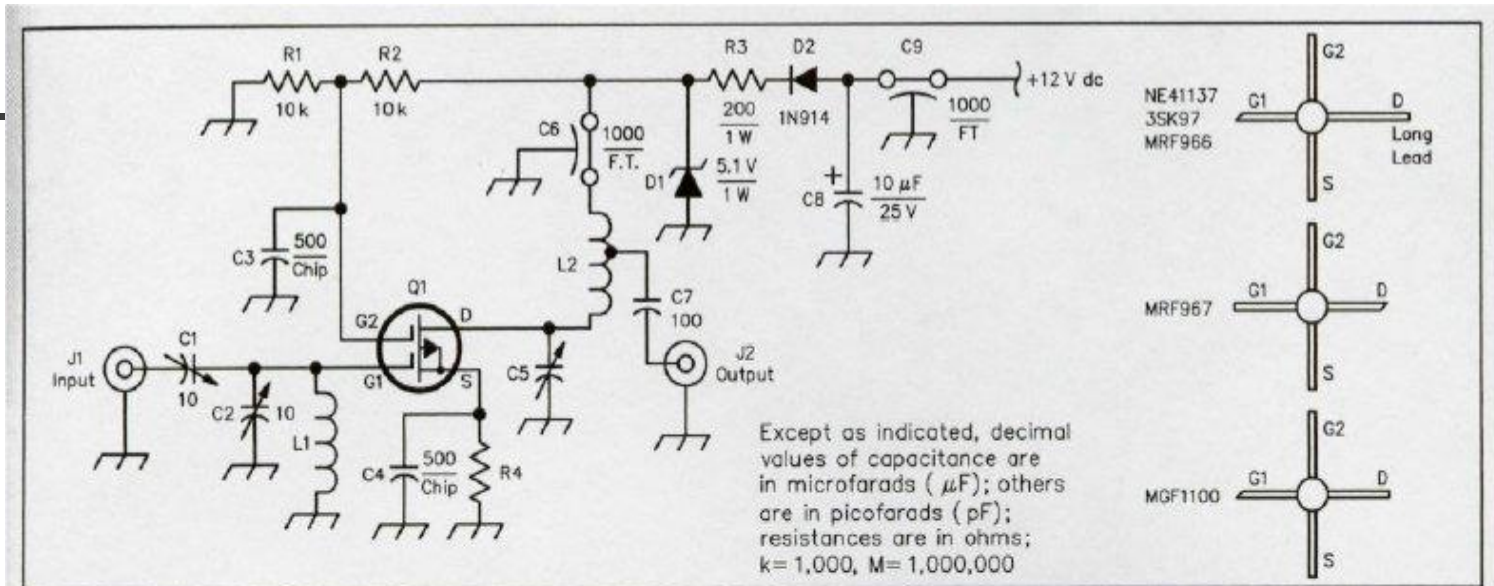 R1
10k
R2
10k
R3
200
1W
D2
1N914
C9
1000
FT
+12 V dc
C6
1000
F.T.
D1
5.1 V
1 W
+
C8
10 μF
25 V
C3
500
Chip
L2
C7
100
Q1
G2
D
G1
S
J1
Input
C1
10
C2
10
L1
C4
500
Chip
R4
C5
J2
Output
Except as indicated, decimal
values of capacitance are
in microfarads ( μF); others
are in picofarads ( pF);
resistances are in ohms;
k= 1,000, M= 1,000,000
NE41137
3SK97
MRF966
G2
G1
D
Long
Lead
S
MRF967
G2
G1
D
S
MGF1100
G2
G1
D
S